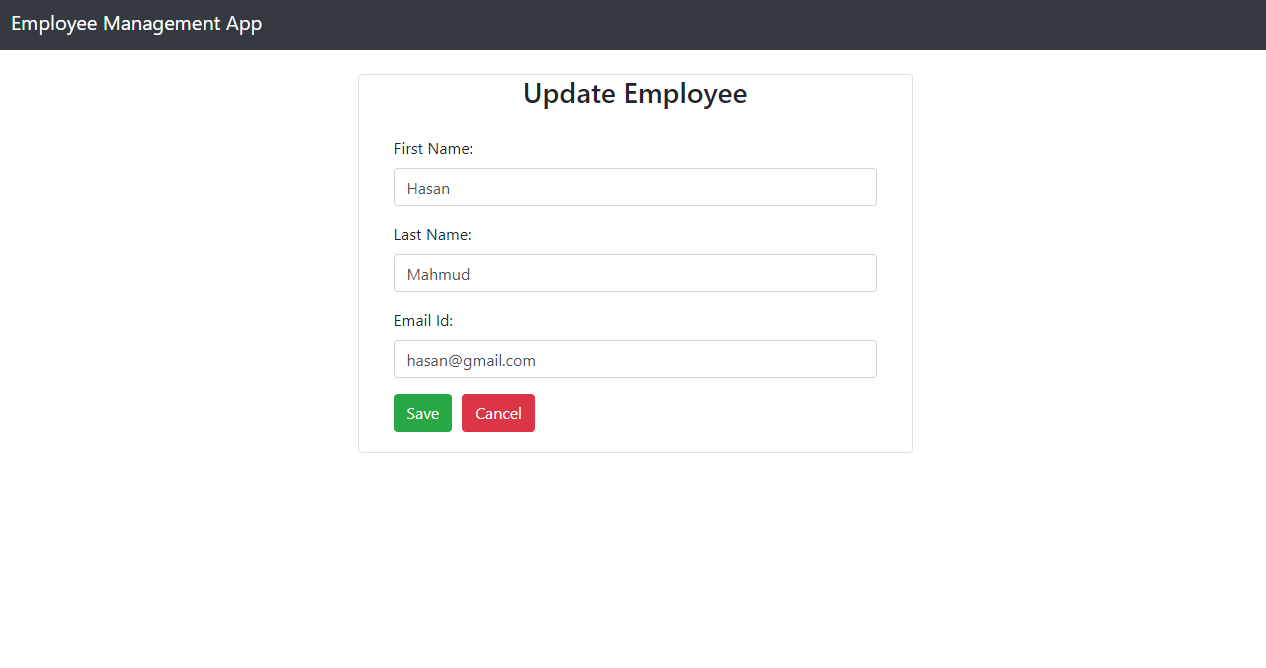 Employee Management App
Update Employee
First Name:
Hasan
Last Name:
Mahmud
Email Id:
hasan@gmail.com
Save Cancel